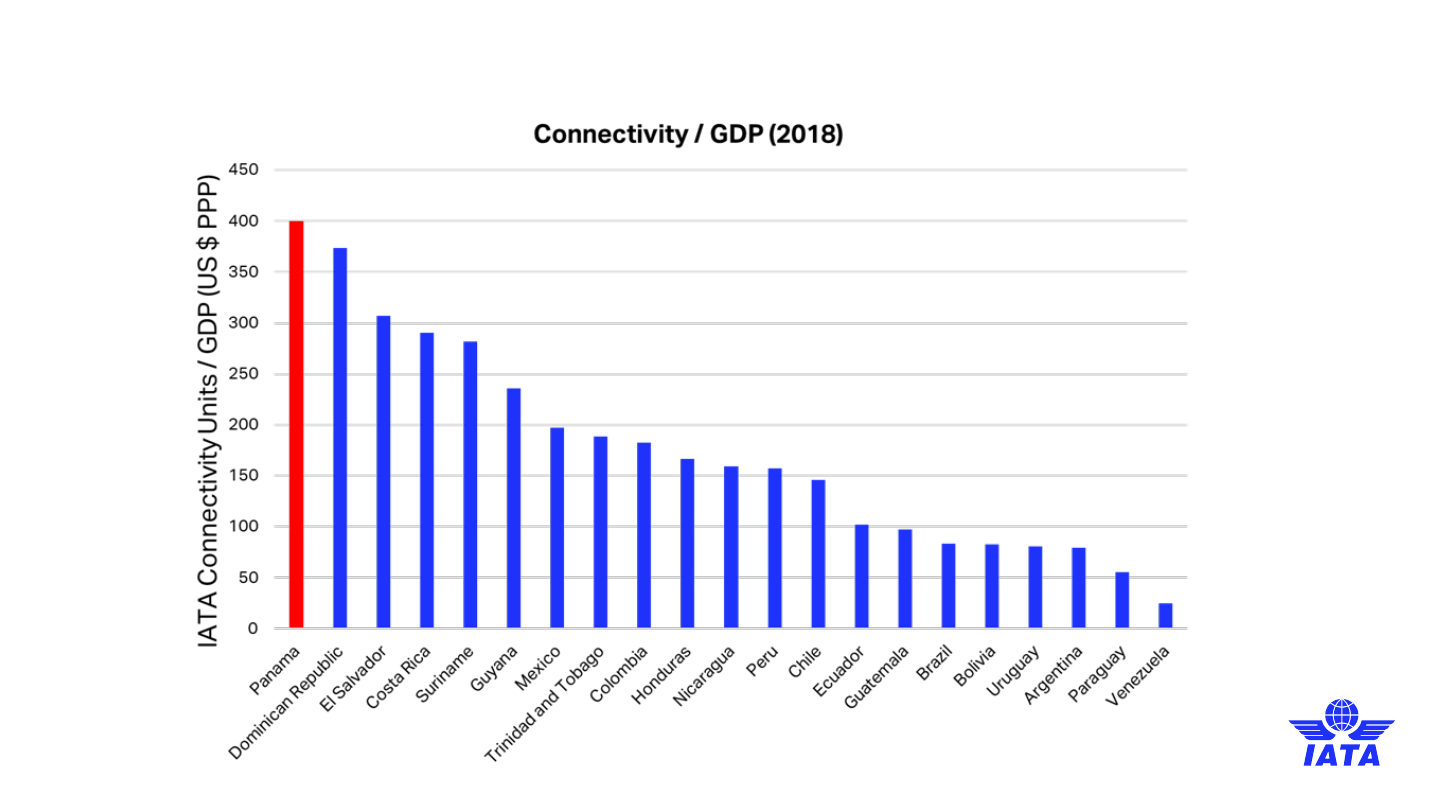 Connectivity / GDP (2018)
IATA Connectivity Units / GDP (US $ PPP)
450
400
350
300
250
200
150
100
50
0
Panama
Dominican Republic
El Salvador
Costa Rica
Suriname
Guyana
Mexico
Trinidad and Tobago
Colombia
Honduras
Nicaragua
Peru
Chile
Ecuador
Guatemala
Brazil
Bolivia
Uruguay
Argentina
Paraguay
Venezuela
IATA